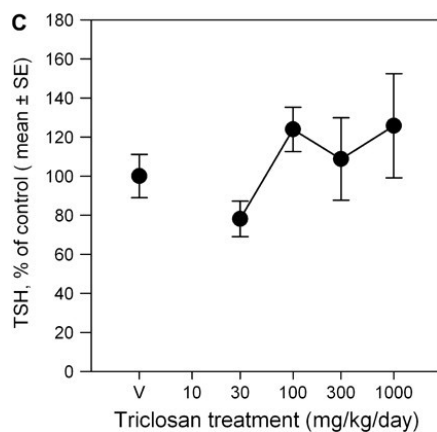 C
TSH, % of control ( mean ± SE)
180
160
140
120
100
80
60
40
20
0
V 10 30 100 300 1000
Triclosan treatment (mg/kg/day)